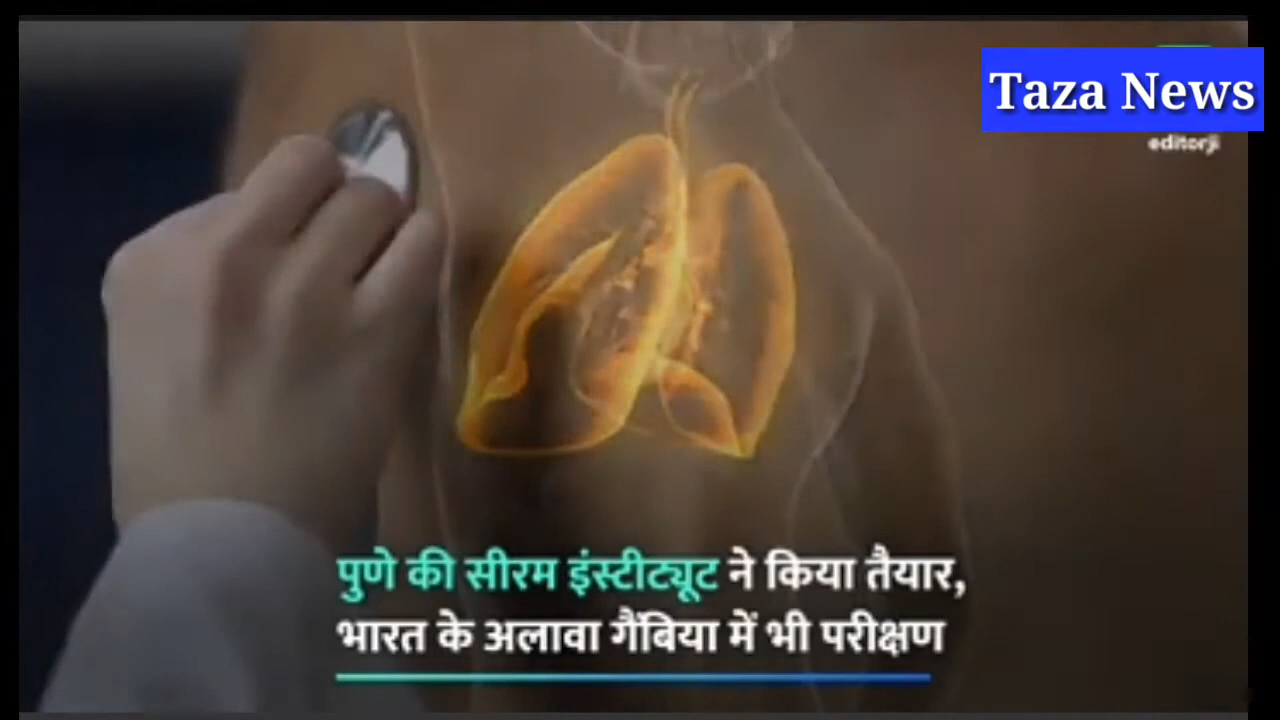 Taza News
editorji
पुणे की सीरम इंस्टीट्यूट ने किया तैयार,
भारत के अलावा गैंबिया में भी परीक्षण